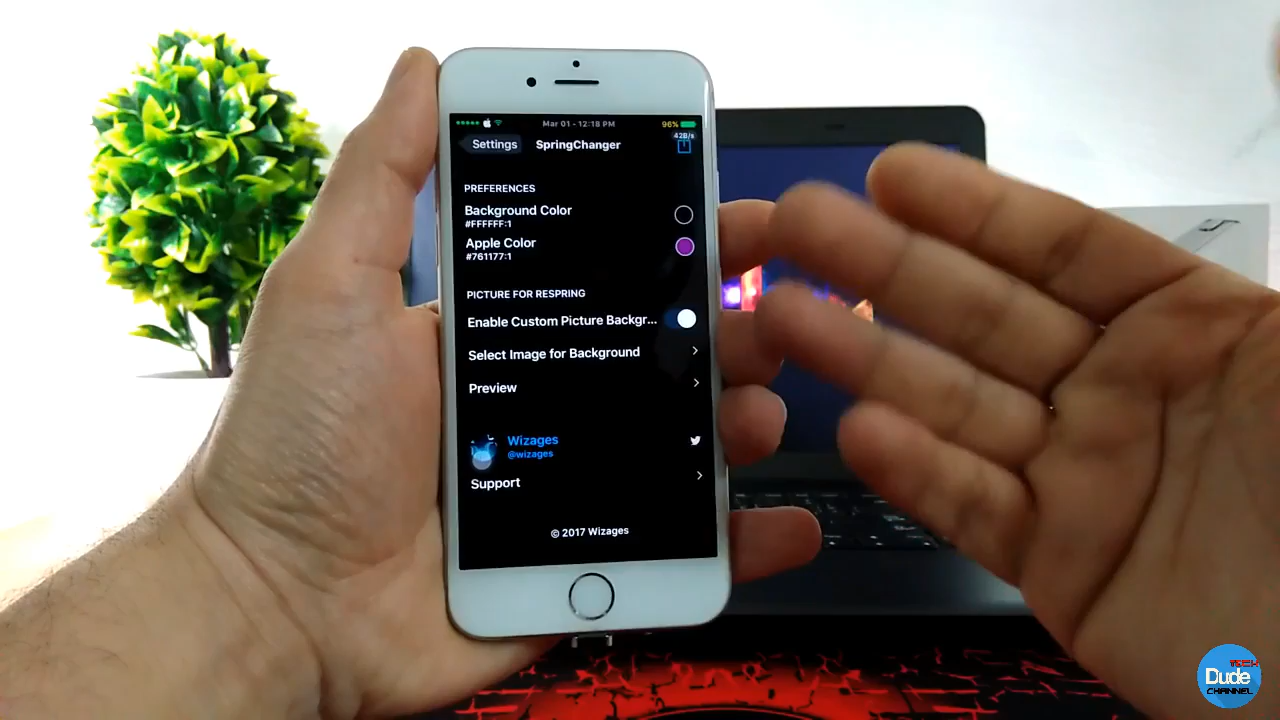 Mar 01 - 12:18 PM
96%
42B/s
Settings
SpringChanger
PREFERENCES
Background Color
#FFFFFF:1
Apple Color
#761177:1
PICTURE FOR RESPRING
Enable Custom Picture Backgr...
Select Image for Background
Preview
Wizages
@wizages
Support
© 2017 Wizages
TECH
Dude
CHANNEL